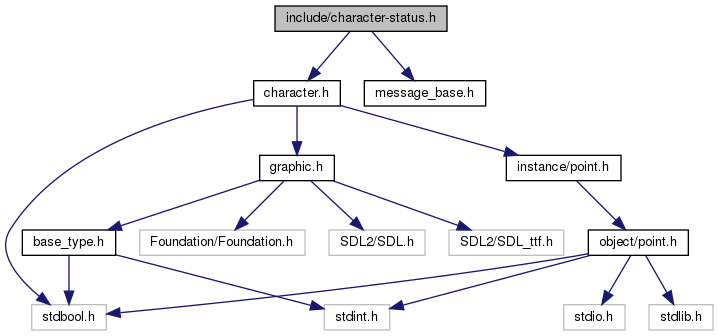 include/character-status.h
character.h
message_base.h
graphic.h
instance/point.h
base_type.h
Foundation/Foundation.h
SDL2/SDL.h
SDL2/SDL_ttf.h
object/point.h
stdbool.h
stdint.h
stdio.h
stdlib.h